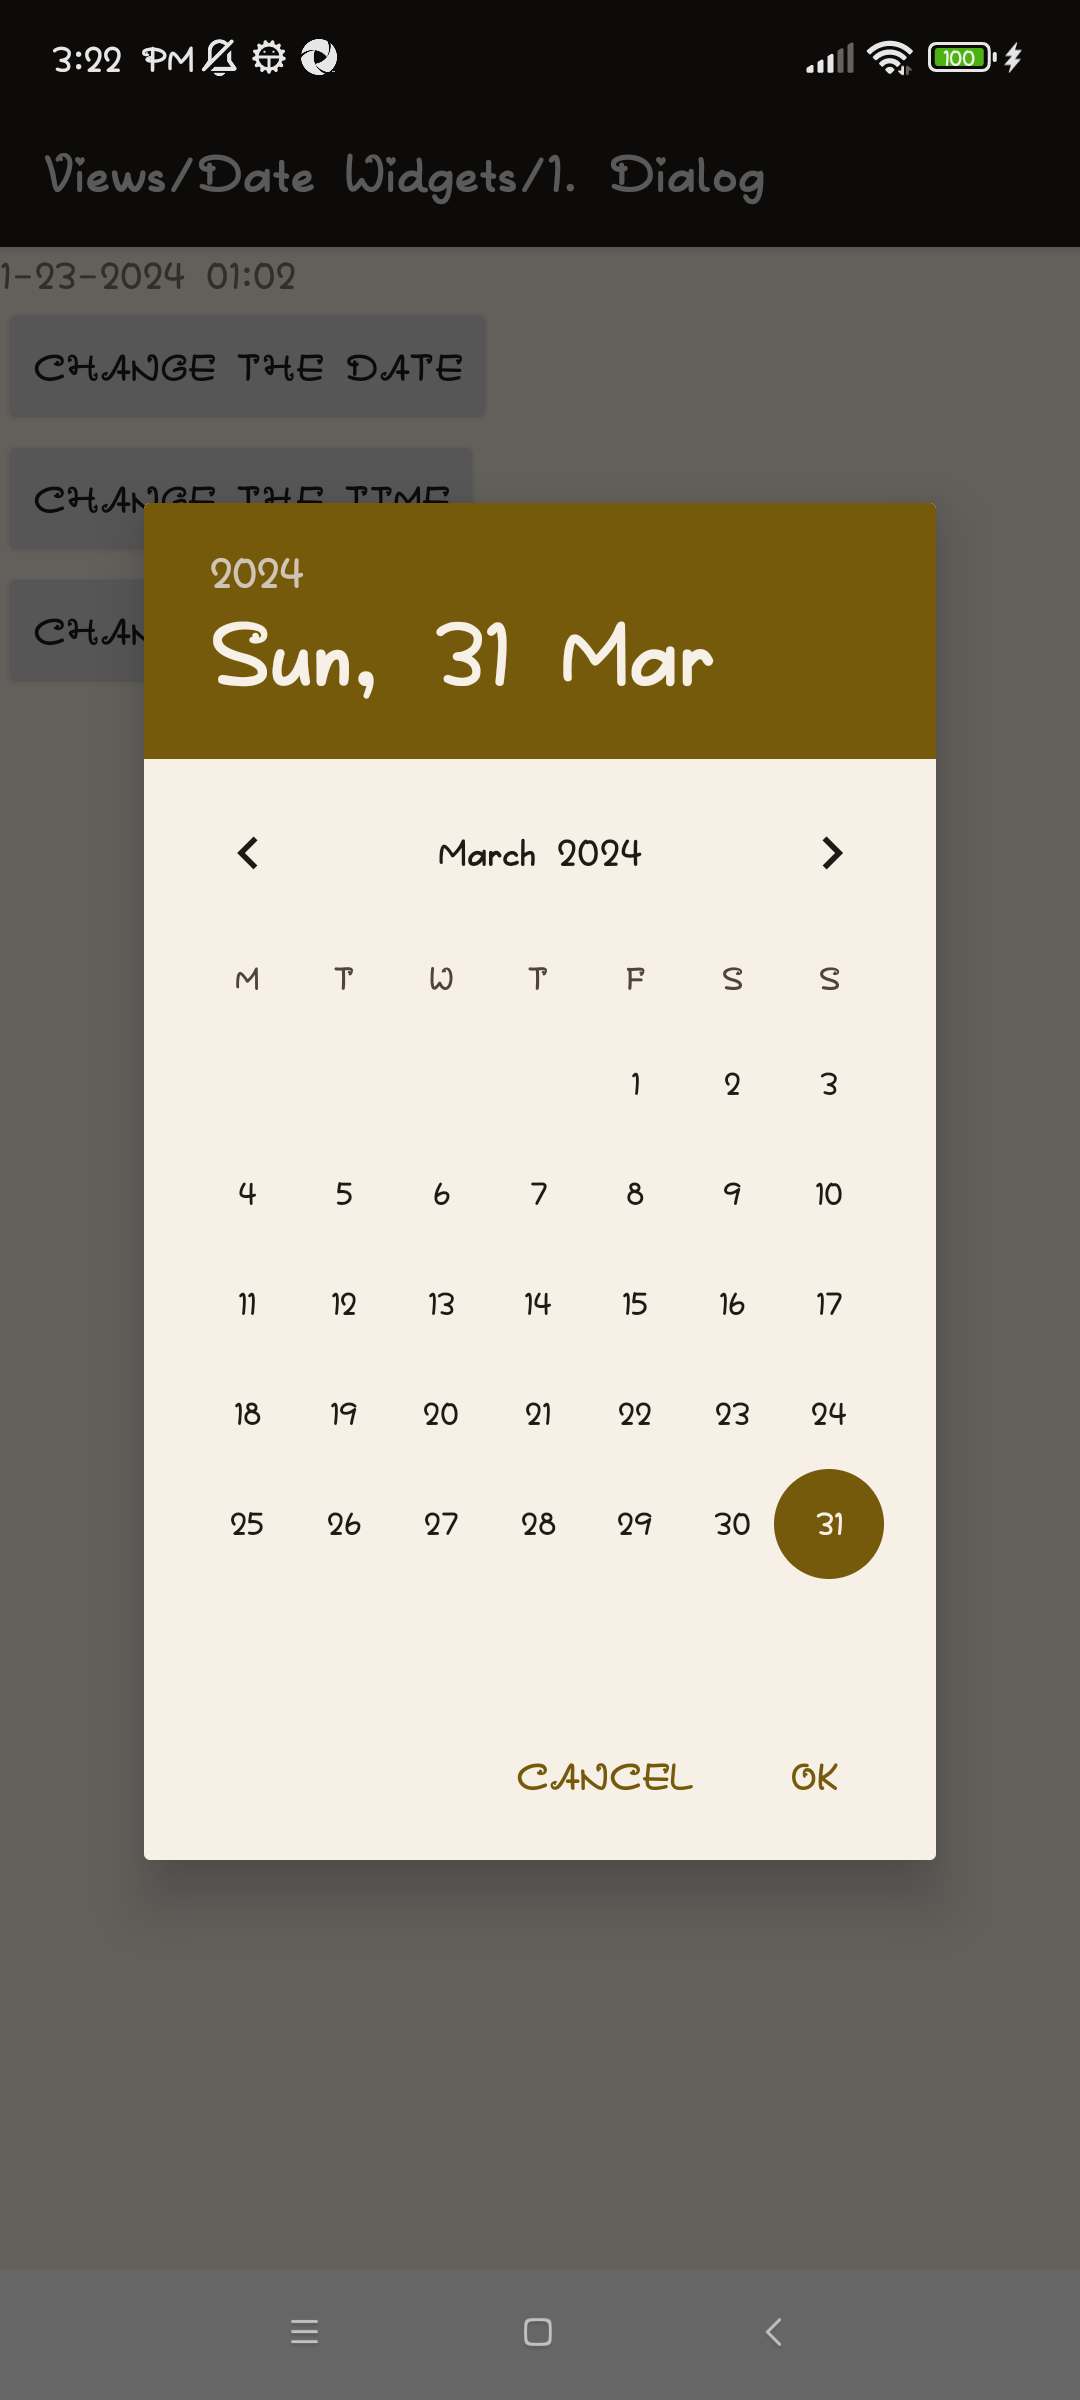 3:22 PM
100
Views/Date Widgets/1. Dialog
1-23-2024 01:02
CHANGE THE DATE
CHANGE THE TIME
CHAN
2024
Sun, 31 Mar
March 2024
M T W T F S S
1 2 3
4 5 6 7 8 9 10
11 12 13 14 15 16 17
18 19 20 21 22 23 24
25 26 27 28 29 30 31
CANCEL OK